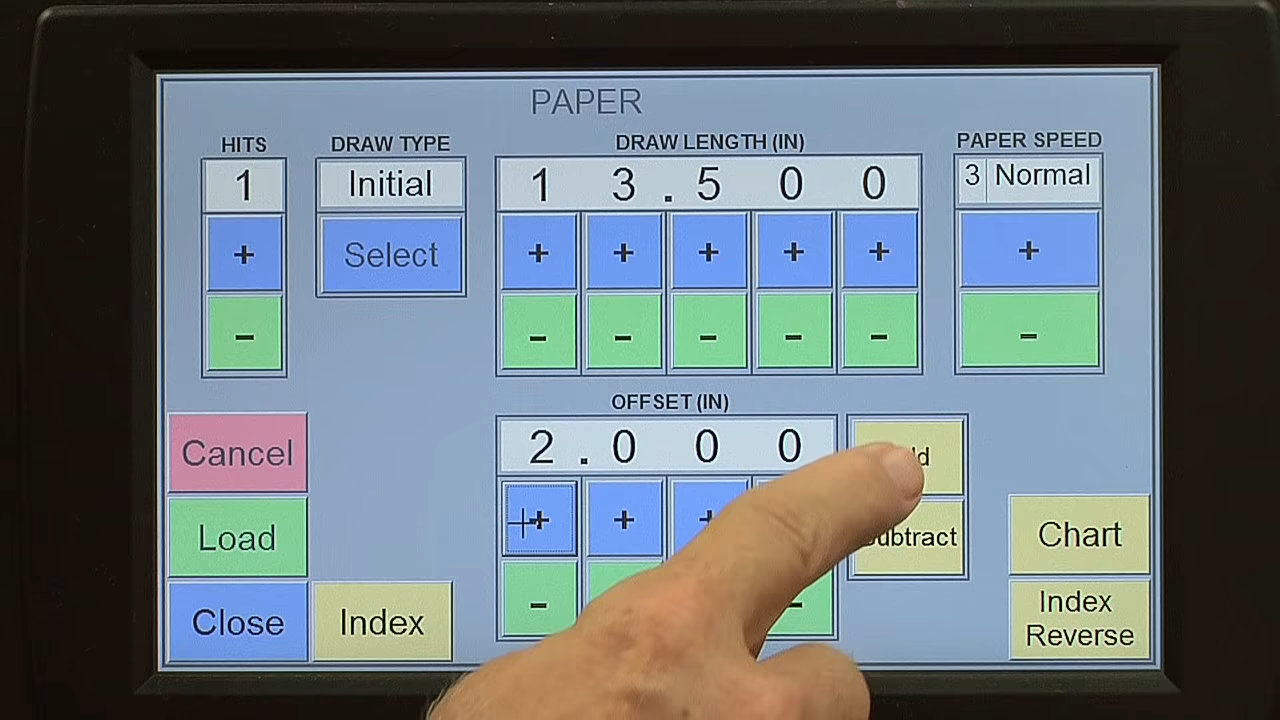 PAPER
HITS
DRAW TYPE
DRAW LENGTH (IN)
PAPER SPEED
1
Initial
1 3 . 5 0 0
3 Normal
+
Select
+ + + + +
+
-
- - - - -
-
OFFSET (IN)
2 . 0 0 0
Cancel
Load
Close
Index
+ + +
- -
Subtract
Chart
Index
Reverse